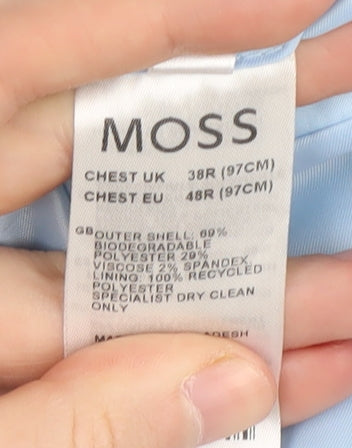 MOSS
CHEST UK 38R (97CM)
CHEST EU 48R (97CM)
GB OUTER SHELL: 69%
BIODEGRADABLE
POLYESTER 29%
VISCOSE 2% SPANDEX
LINING: 100% RECYCLED
POLYESTER
SPECIALIST DRY CLEAN
ONLY